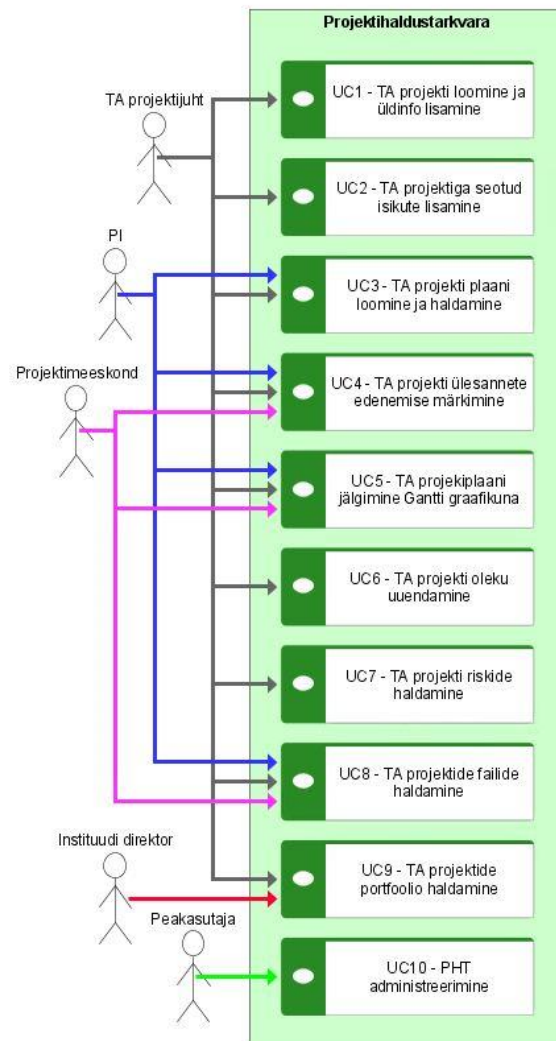 Projektihaldustarkvara
TA projektijuht
UC1 - TA projekti loomine ja
üldinfo lisamine
UC2 - TA projektiga seotud
isikute lisamine
PI
UC3 - TA projekti plaani
loomine ja haldamine
Projektimeeskond
UC4 - TA projekti ülesannete
edenemise märkimine
UC5 - TA projekiplaani
jälgimine Gantti graafikuna
UC6 - TA projekti oleku
uuendamine
UC7 - TA projekti riskide
haldamine
UC8 - TA projektide failide
haldamine
Instituudi direktor
UC9 - TA projektide
portfoolio haldamine
Peakasutaja
UC10 - PHT
administreerimine